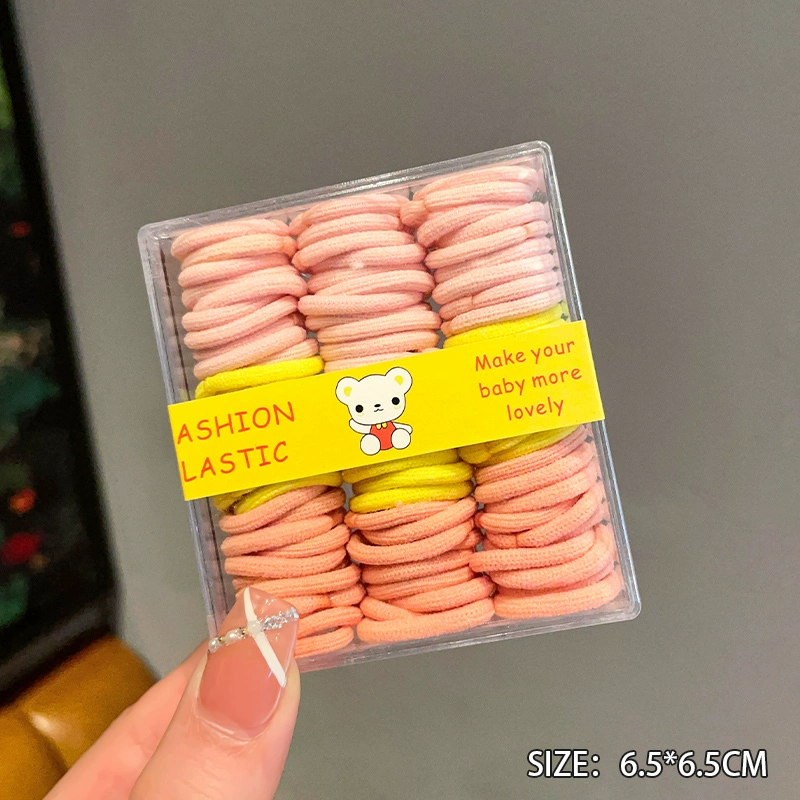 ASHION
LASTIC
Make your
baby more
lovely
SIZE： 6.5*6.5CM